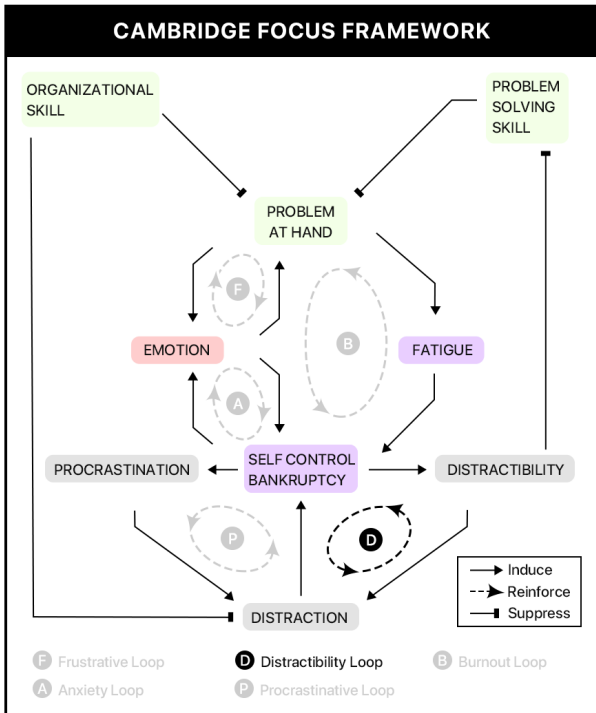 CAMBRIDGE FOCUS FRAMEWORK
ORGANIZATIONAL
SKILL
PROBLEM
SOLVING
SKILL
PROBLEM
AT HAND
F
B
EMOTION
FATIGUE
A
PROCRASTINATION
SELF CONTROL
BANKRUPTCY
DISTRACTIBILITY
P
D
DISTRACTION
Induce
Reinforce
Suppress
F Frustrative Loop
D Distractibility Loop
B Burnout Loop
A Anxiety Loop
P Procrastinative Loop